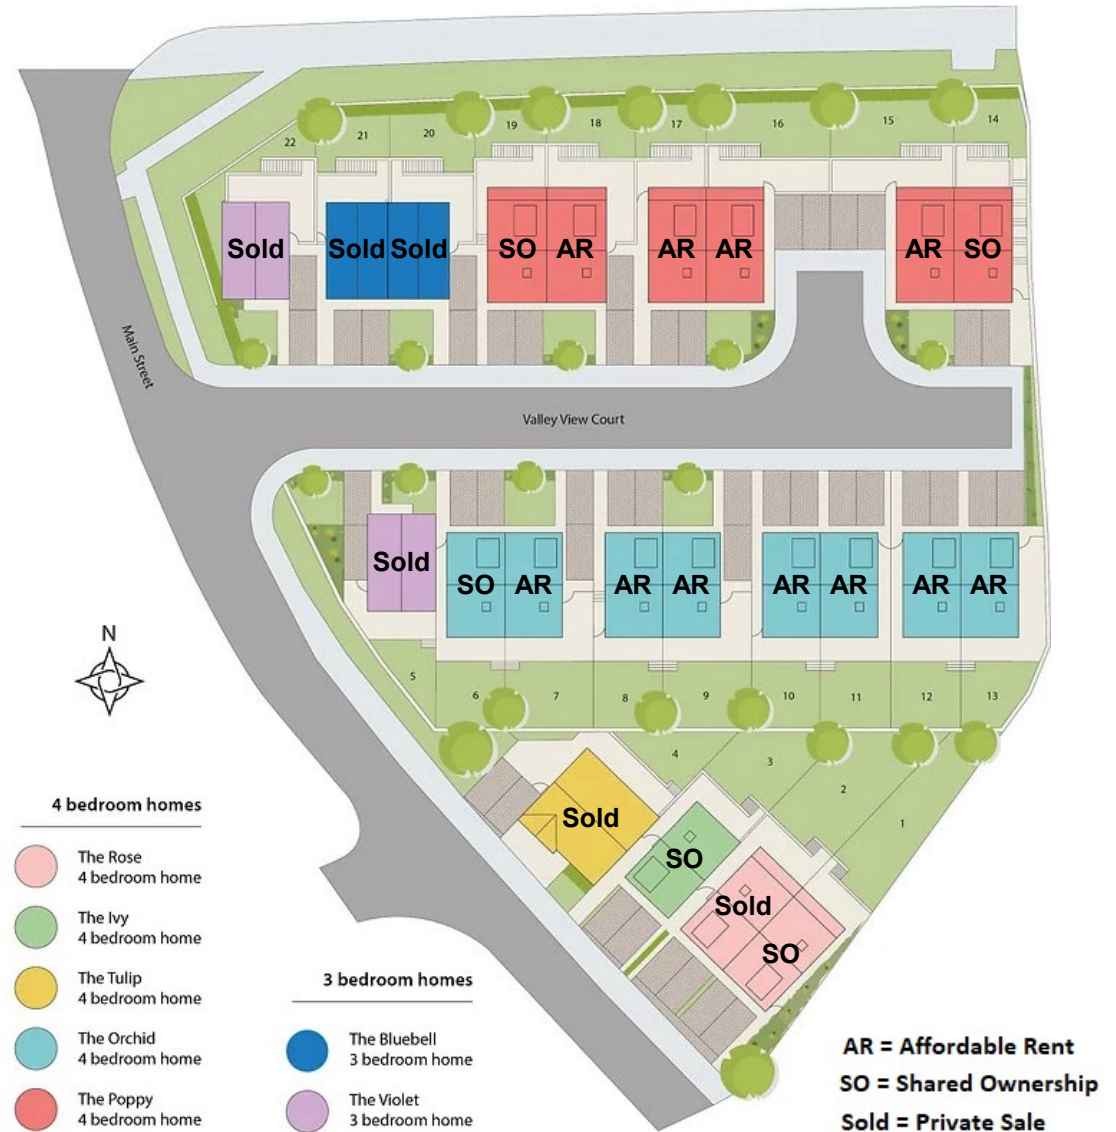 22
21
20
19
18
17
16
15
14
Sold
Sold
Sold
SO
AR
AR
AR
AR
SO
Main Street
Valley View Court
Sold
SO
AR
AR
AR
AR
AR
AR
AR
5
6
7
8
9
10
11
12
13
N
4
3
2
1
Sold
SO
Sold
SO
4 bedroom homes
The Rose
4 bedroom home
The Ivy
4 bedroom home
The Tulip
4 bedroom home
The Orchid
4 bedroom home
The Poppy
4 bedroom home
3 bedroom homes
The Bluebell
3 bedroom home
The Violet
3 bedroom home
AR = Affordable Rent
SO = Shared Ownership
Sold = Private Sale